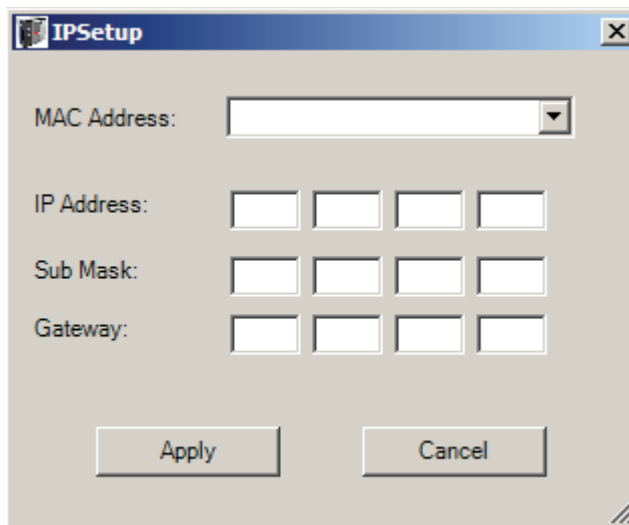 IPSetup
MAC Address:
IP Address:
Sub Mask:
Gateway:
Apply Cancel